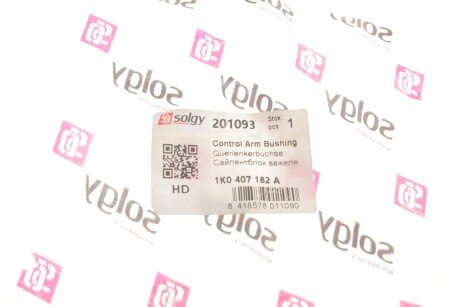 solgy 201093 Stck pcs 1
Control Arm Bushing
Querlenkerbuchse
Сайлентблок важеля
HD 1K0 407 182 A
8 418578 011090
solgy
solgy
solgy
solgy
solgy